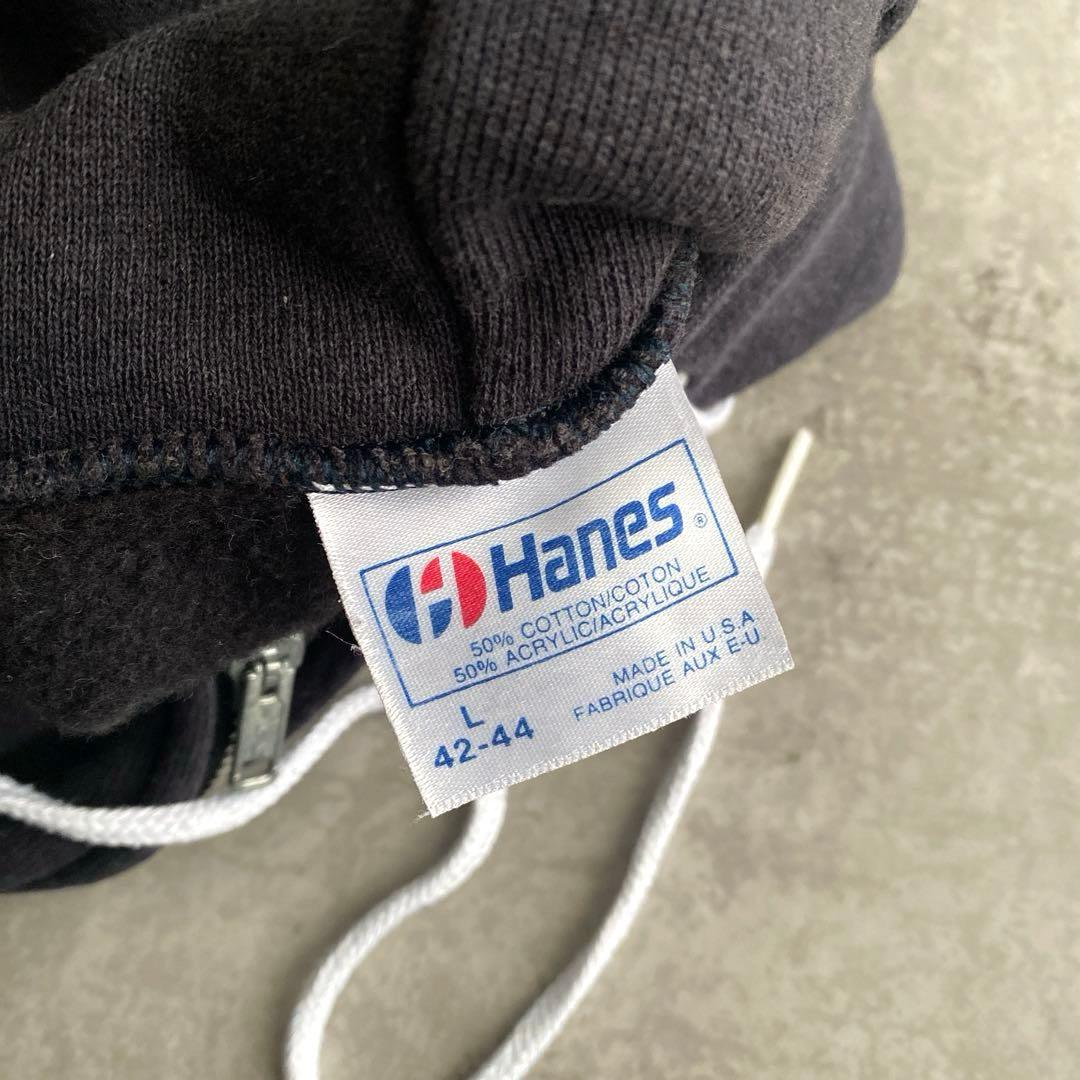 Hanes®
50% COTTON/COTON
50% ACRYLIC/ACRYLIQUE
MADE IN U.S.A
FABRIQUE AUX E-U
L
42-44